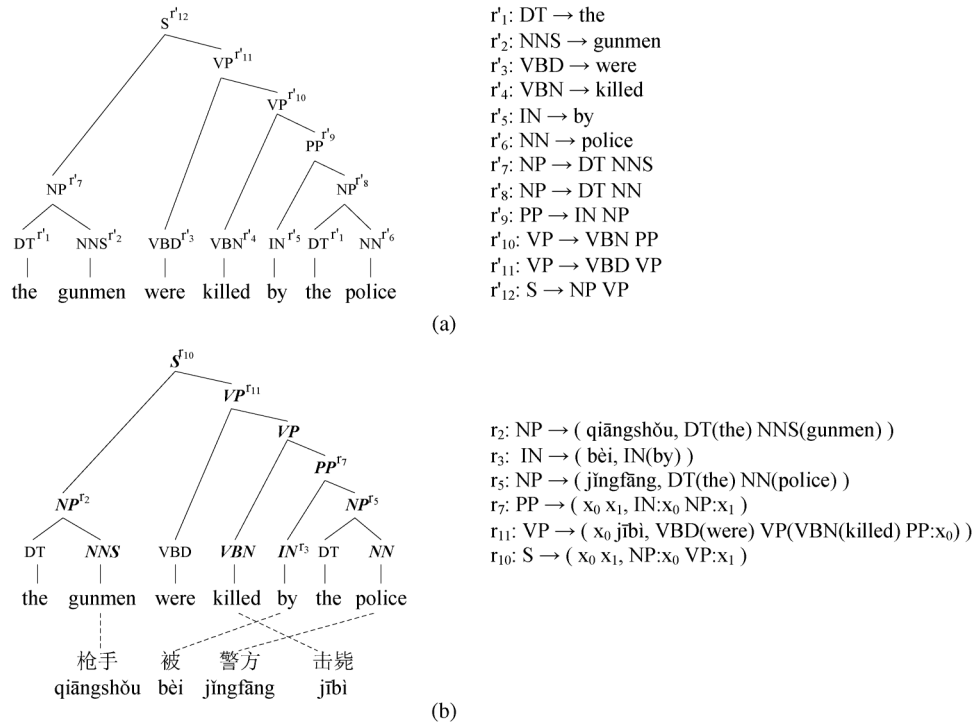 S r'12
VP r'11
VP r'10
PP r'9
NP r'7
NP r'8
DT r'1 NNS r'2 VBD r'3 VBN r'4 IN r'5 DT r'1 NN r'6
the gunmen were killed by the police
r'1: DT → the
r'2: NNS → gunmen
r'3: VBD → were
r'4: VBN → killed
r'5: IN → by
r'6: NN → police
r'7: NP → DT NNS
r'8: NP → DT NN
r'9: PP → IN NP
r'10: VP → VBN PP
r'11: VP → VBD VP
r'12: S → NP VP
(a)
S r10
VP r11
VP
PP r7
NP r2
NP r5
DT NNS VBD VBN IN r3 DT NN
the gunmen were killed by the police
枪手 被 警方 击毙
qiāngshǒu bèi jǐngfāng jībì
r2: NP → ( qiāngshǒu, DT(the) NNS(gunmen) )
r3: IN → ( bèi, IN(by) )
r5: NP → ( jǐngfāng, DT(the) NN(police) )
r7: PP → ( x0 x1, IN:x0 NP:x1 )
r11: VP → ( x0 jībì, VBD(were) VP(VBN(killed) PP:x0) )
r10: S → ( x0 x1, NP:x0 VP:x1 )
(b)